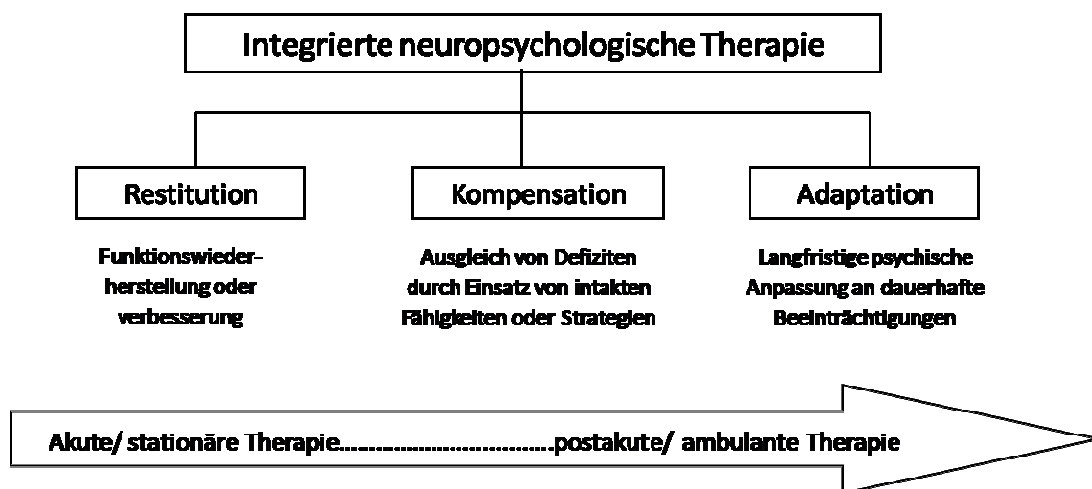 Integrierte neuropsychologische Therapie
Restitution
Funktionswieder-
herstellung oder
verbesserung
Kompensation
Ausgleich von Defiziten
durch Einsatz von intakten
Fähigkeiten oder Strategien
Adaptation
Langfristige psychische
Anpassung an dauerhafte
Beeinträchtigungen
Akute/ stationäre Therapie..................................postakute/ ambulante Therapie